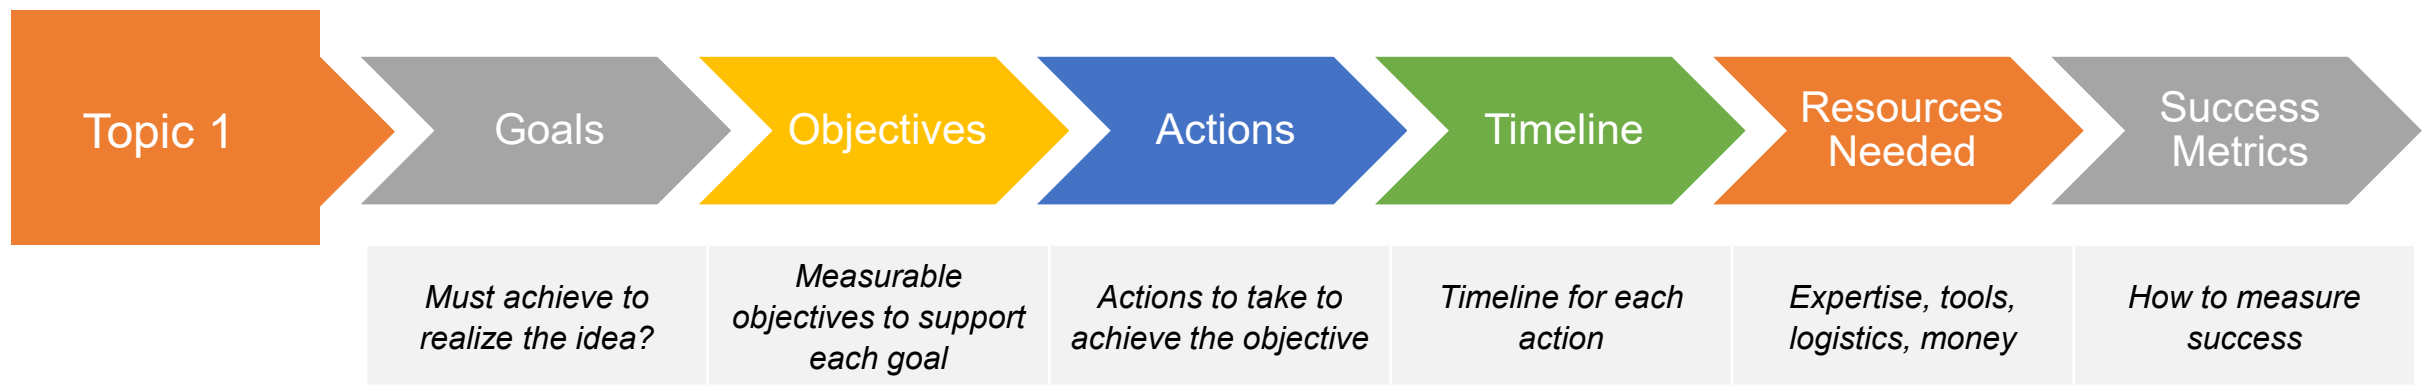 Topic 1
Goals
Objectives
Actions
Timeline
Resources
Needed
Success
Metrics
Must achieve to
realize the idea?
Measurable
objectives to support
each goal
Actions to take to
achieve the objective
Timeline for each
action
Expertise, tools,
logistics, money
How to measure
success